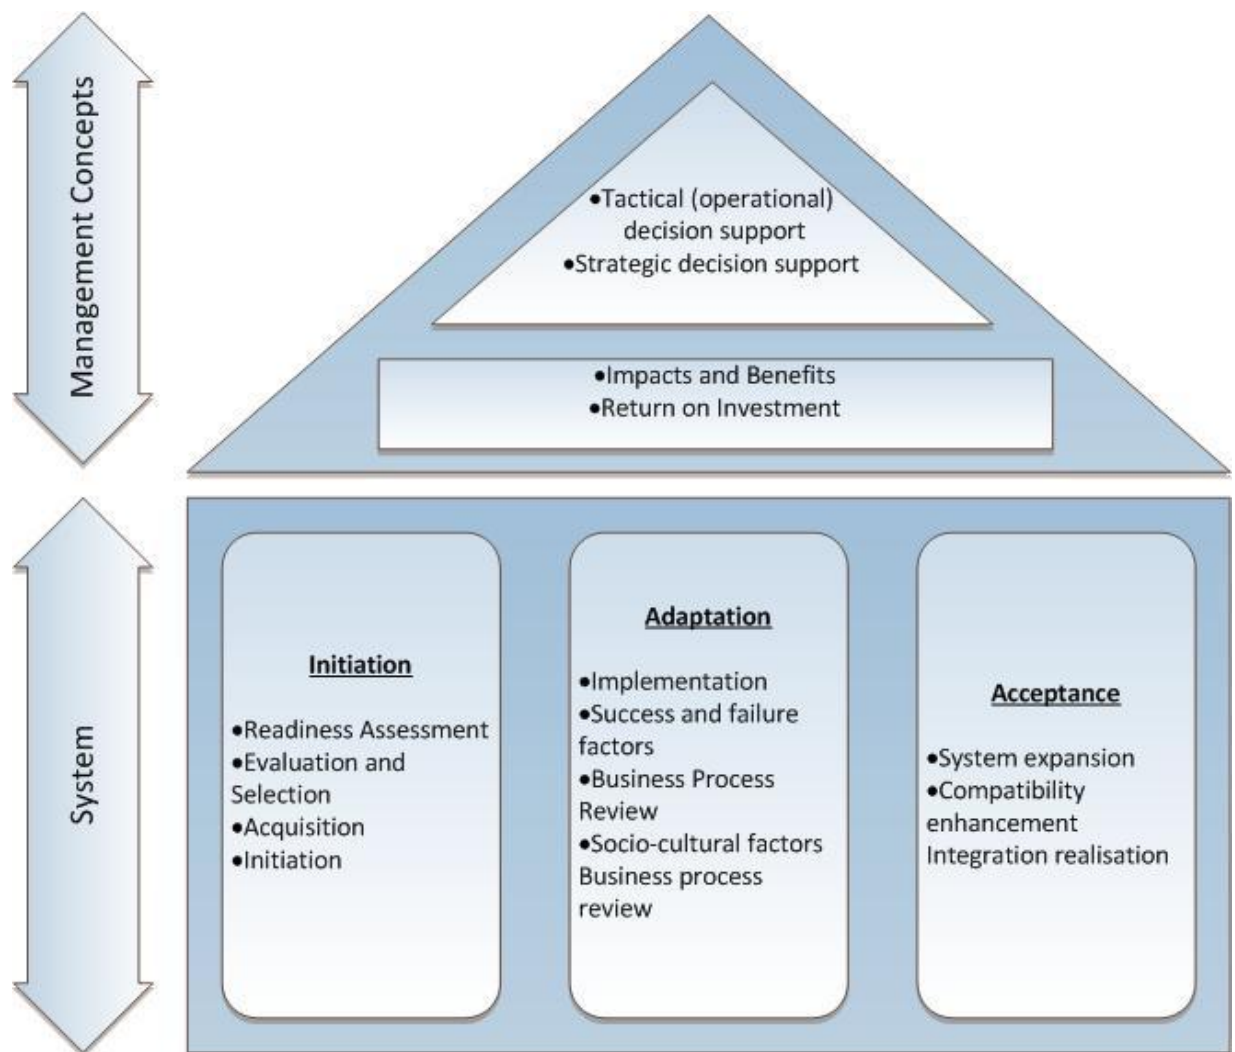 Management Concepts
•Tactical (operational)
decision support
•Strategic decision support
•Impacts and Benefits
•Return on Investment
System
Initiation
•Readiness Assessment
•Evaluation and
Selection
•Acquisition
•Initiation
Adaptation
•Implementation
•Success and failure
factors
•Business Process
Review
•Socio-cultural factors
Business process
review
Acceptance
•System expansion
•Compatibility
enhancement
Integration realisation